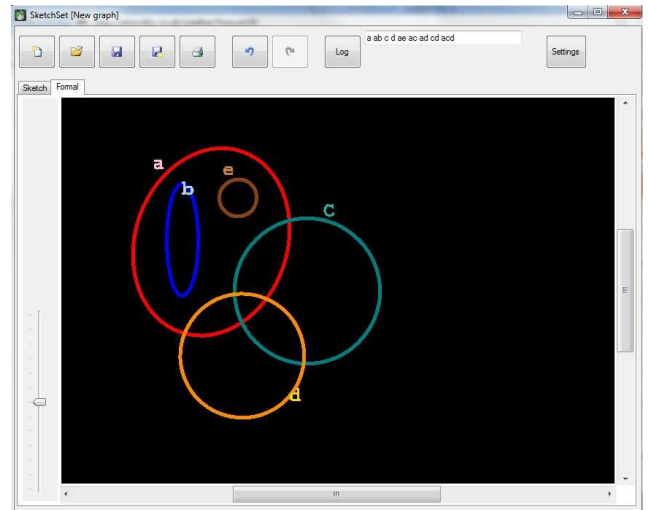 SketchSet [New graph]
Log
a ab c d ae ac ad cd acd
Settings
Sketch
Formal
a
e
b
C
d